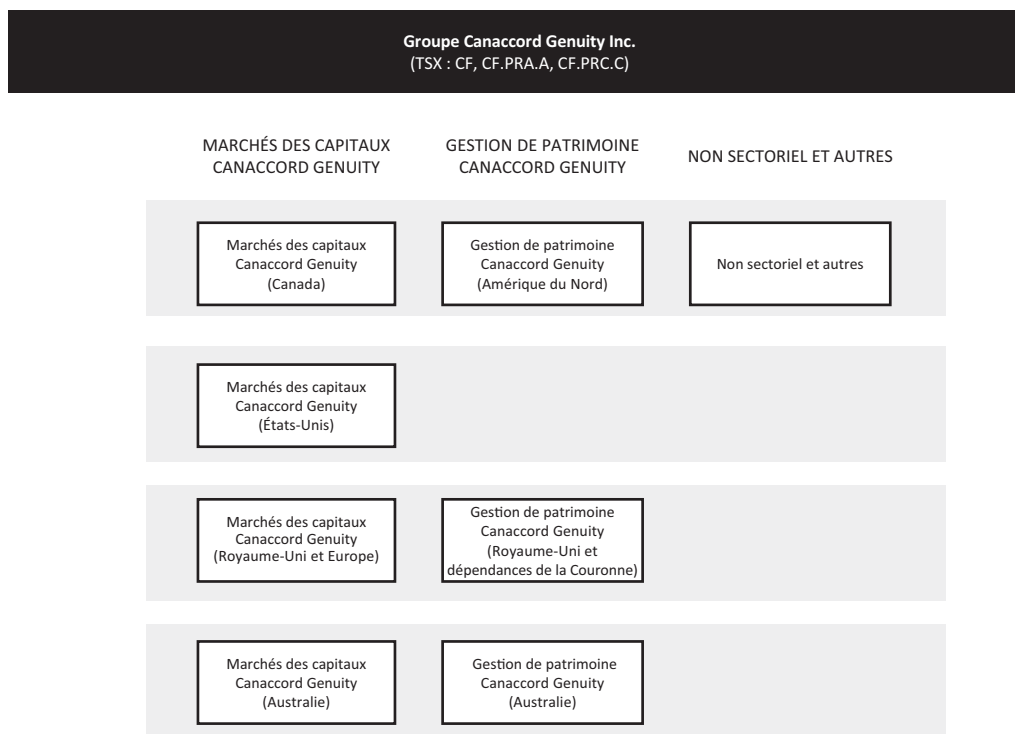 Groupe Canaccord Genuity Inc.
(TSX : CF, CF.PRA.A, CF.PRC.C)
MARCHÉS DES CAPITAUX
CANACCORD GENUITY
GESTION DE PATRIMOINE
CANACCORD GENUITY
NON SECTORIEL ET AUTRES
Marchés des capitaux
Canaccord Genuity
(Canada)
Gestion de patrimoine
Canaccord Genuity
(Amérique du Nord)
Non sectoriel et autres
Marchés des capitaux
Canaccord Genuity
(États-Unis)
Marchés des capitaux
Canaccord Genuity
(Royaume-Uni et Europe)
Gestion de patrimoine
Canaccord Genuity
(Royaume-Uni et
dépendances de la Couronne)
Marchés des capitaux
Canaccord Genuity
(Australie)
Gestion de patrimoine
Canaccord Genuity
(Australie)